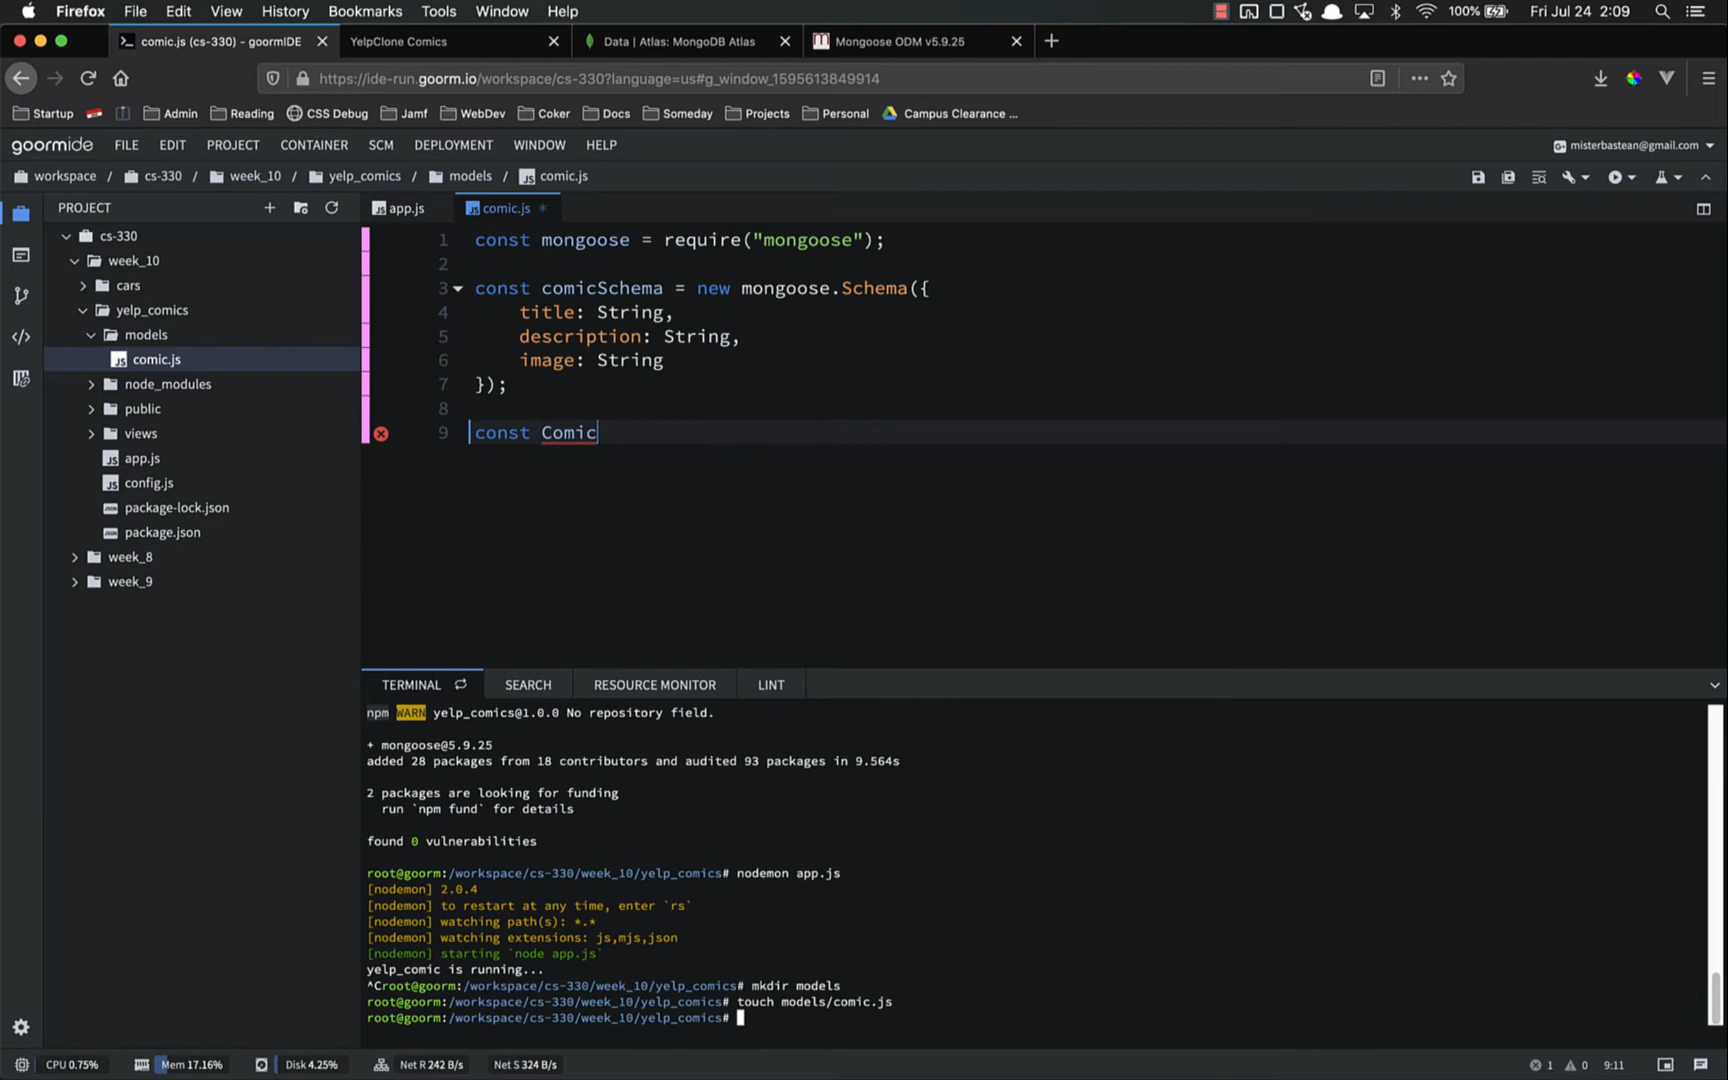 Firefox File Edit View History Bookmarks Tools Window Help 100% Fri Jul 24 2:09
comic.js (cs-330) - goormIDE YelpClone Comics Data | Atlas: MongoDB Atlas Mongoose ODM v5.9.25
https://ide-run.goorm.io/workspace/cs-330?language=us#g_window_1595613849914
Startup Admin Reading CSS Debug Jamf WebDev Coker Docs Someday Projects Personal Campus Clearance ...
goormide FILE EDIT PROJECT CONTAINER SCM DEPLOYMENT WINDOW HELP misterbastean@gmail.com
workspace / cs-330 / week_10 / yelp_comics / models / comic.js
PROJECT app.js comic.js *
cs-330
week_10
cars
yelp_comics
models
comic.js
node_modules
public
views
app.js
config.js
package-lock.json
package.json
week_8
week_9
1 const mongoose = require("mongoose");
2
3 const comicSchema = new mongoose.Schema({
4 title: String,
5 description: String,
6 image: String
7 });
8
9 const Comic
TERMINAL SEARCH RESOURCE MONITOR LINT
npm WARN yelp_comics@1.0.0 No repository field.
+ mongoose@5.9.25
added 28 packages from 18 contributors and audited 93 packages in 9.564s
2 packages are looking for funding
run `npm fund` for details
found 0 vulnerabilities
root@goorm:/workspace/cs-330/week_10/yelp_comics# nodemon app.js
[nodemon] 2.0.4
[nodemon] to restart at any time, enter `rs`
[nodemon] watching path(s): *.*
[nodemon] watching extensions: js,mjs,json
[nodemon] starting `node app.js`
yelp_comic is running...
^Croot@goorm:/workspace/cs-330/week_10/yelp_comics# mkdir models
root@goorm:/workspace/cs-330/week_10/yelp_comics# touch models/comic.js
root@goorm:/workspace/cs-330/week_10/yelp_comics#
CPU 0.75% Mem 17.16% Disk 4.25% Net R 242 B/s Net S 324 B/s 1 0 9:11